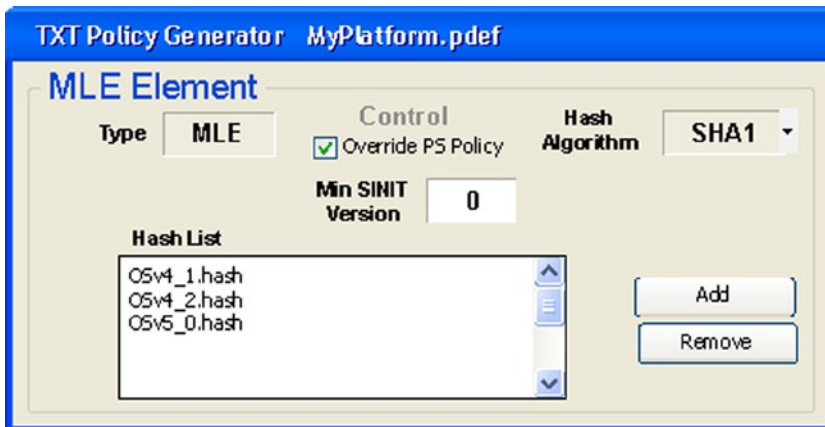 TXT Policy Generator MyPlatform.pdef
MLE Element
Type MLE
Control
Override PS Policy
Hash Algorithm
SHA1
Min SINIT Version
0
Hash List
OSv4_1.hash
OSv4_2.hash
OSv5_0.hash
Add
Remove